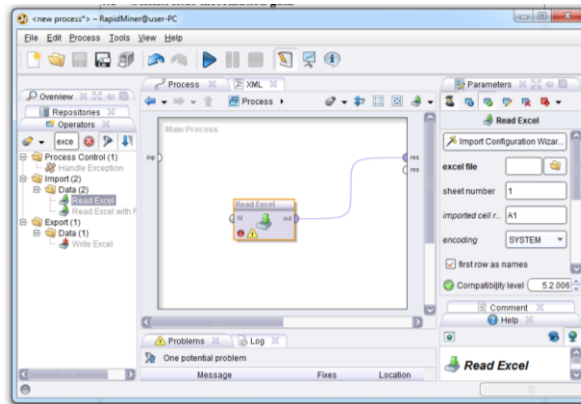 <new process*> – RapidMiner@user-PC
File Edit Process Tools View Help
Overview
Repositories
Operators
exce
Process Control (1)
Handle Exception
Import (2)
Data (2)
Read Excel
Read Excel with F
Export (1)
Data (1)
Write Excel
Process
XML
Process
Main Process
inp
res
res
Read Excel
fil
out
Problems
Log
One potential problem
Message Fixes Location
Parameters
Read Excel
Import Configuration Wizar...
excel file
sheet number 1
imported cell r... A1
encoding SYSTEM
first row as names
Compatibility level 5.2.006
Comment
Help
Read Excel